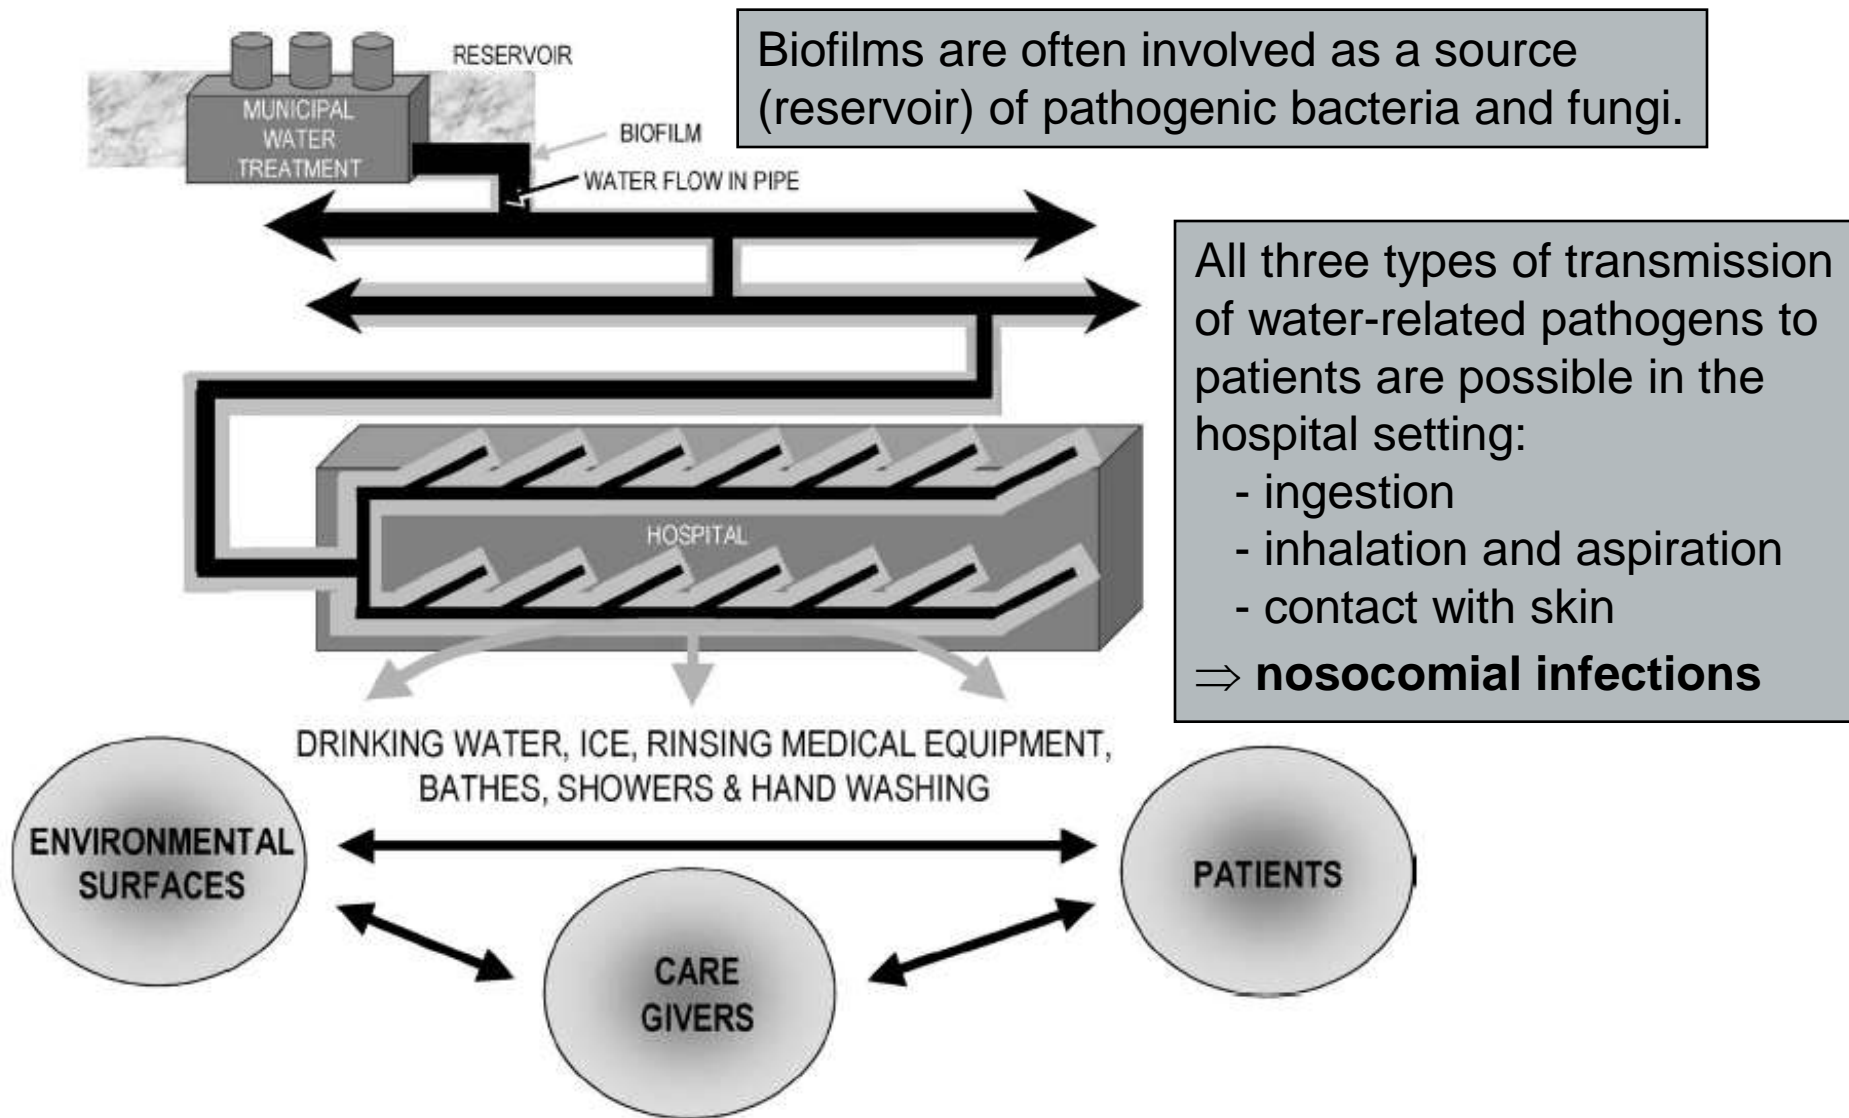 RESERVOIR
MUNICIPAL
WATER
TREATMENT
BIOFILM
WATER FLOW IN PIPE
Biofilms are often involved as a source
(reservoir) of pathogenic bacteria and fungi.
All three types of transmission
of water-related pathogens to
patients are possible in the
hospital setting:
- ingestion
- inhalation and aspiration
- contact with skin
⇒ nosocomial infections
HOSPITAL
DRINKING WATER, ICE, RINSING MEDICAL EQUIPMENT,
BATHES, SHOWERS & HAND WASHING
ENVIRONMENTAL
SURFACES
CARE
GIVERS
PATIENTS